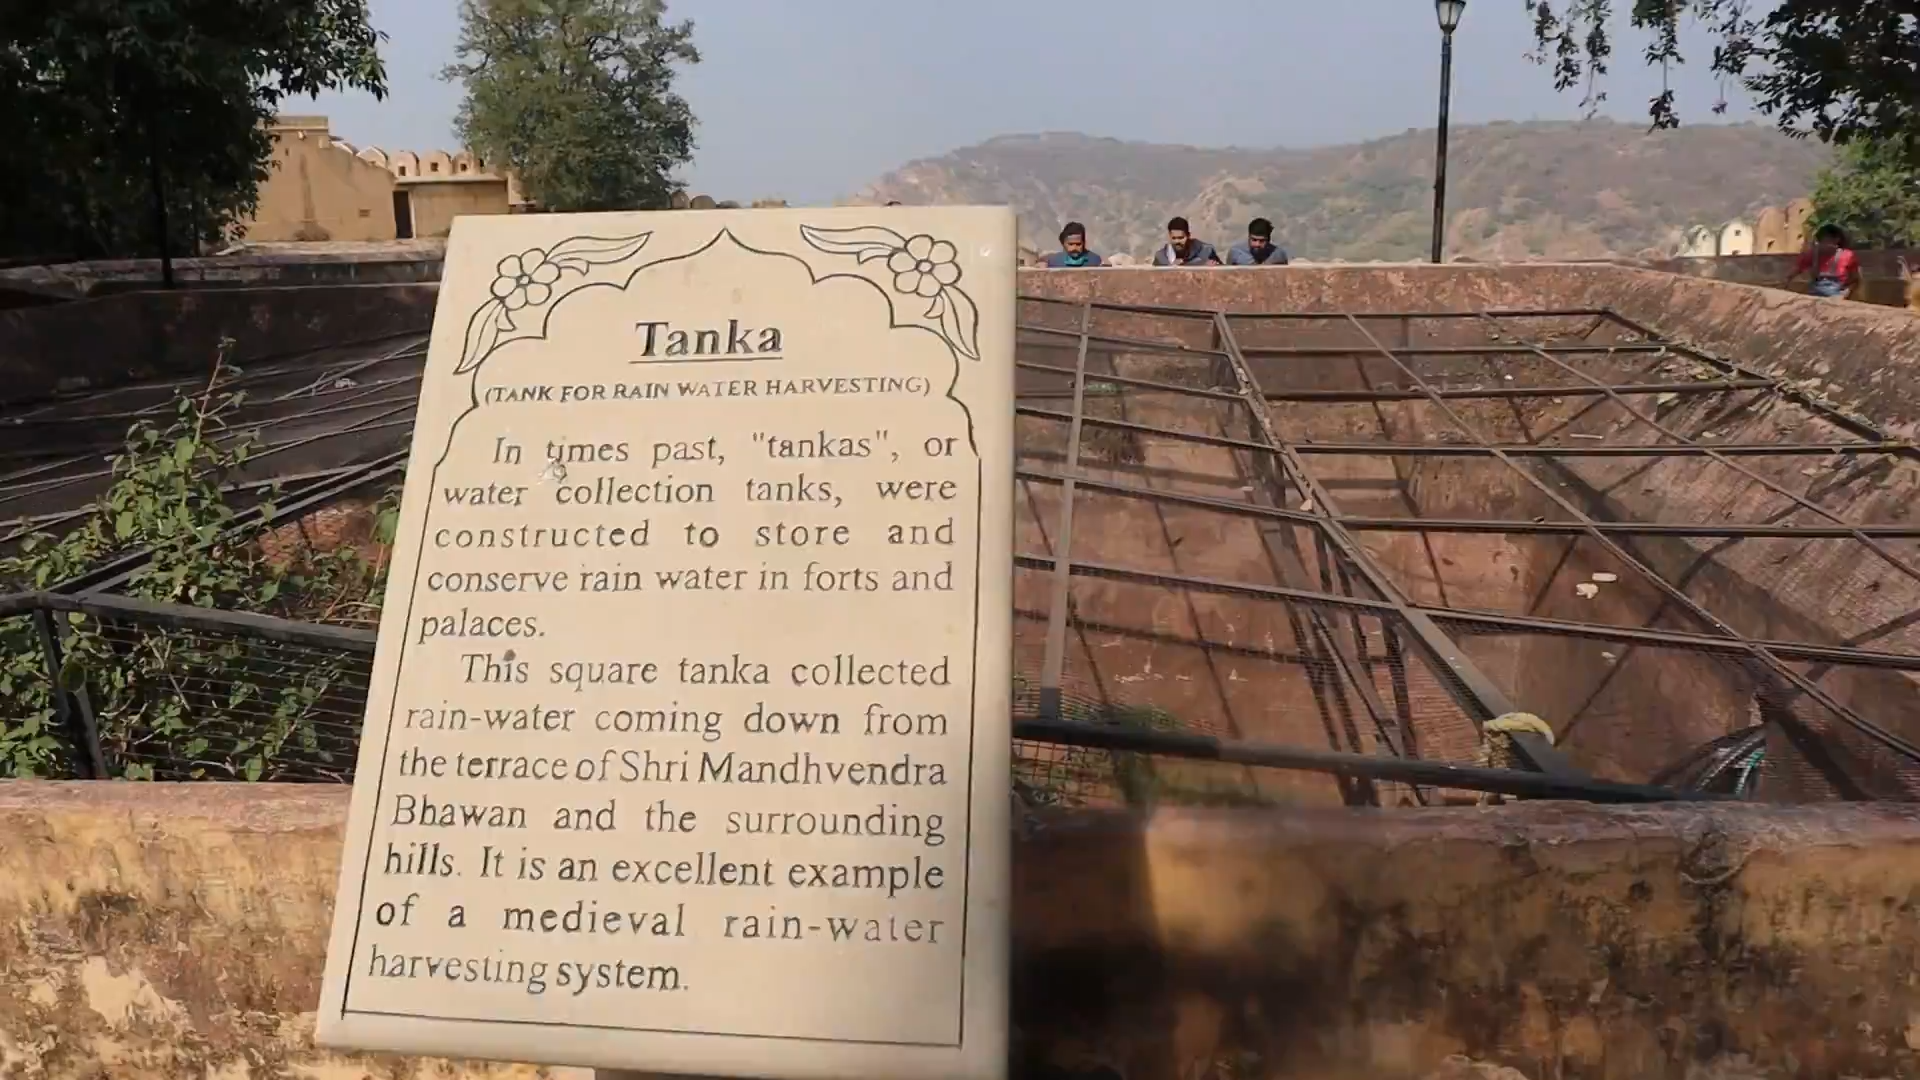 Tanka
(TANK FOR RAIN WATER HARVESTING)
In times past, "tankas", or
water collection tanks, were
constructed to store and
conserve rain water in forts and
palaces.
This square tanka collected
rain-water coming down from
the terrace of Shri Mandhvendra
Bhawan and the surrounding
hills. It is an excellent example
of a medieval rain-water
harvesting system.